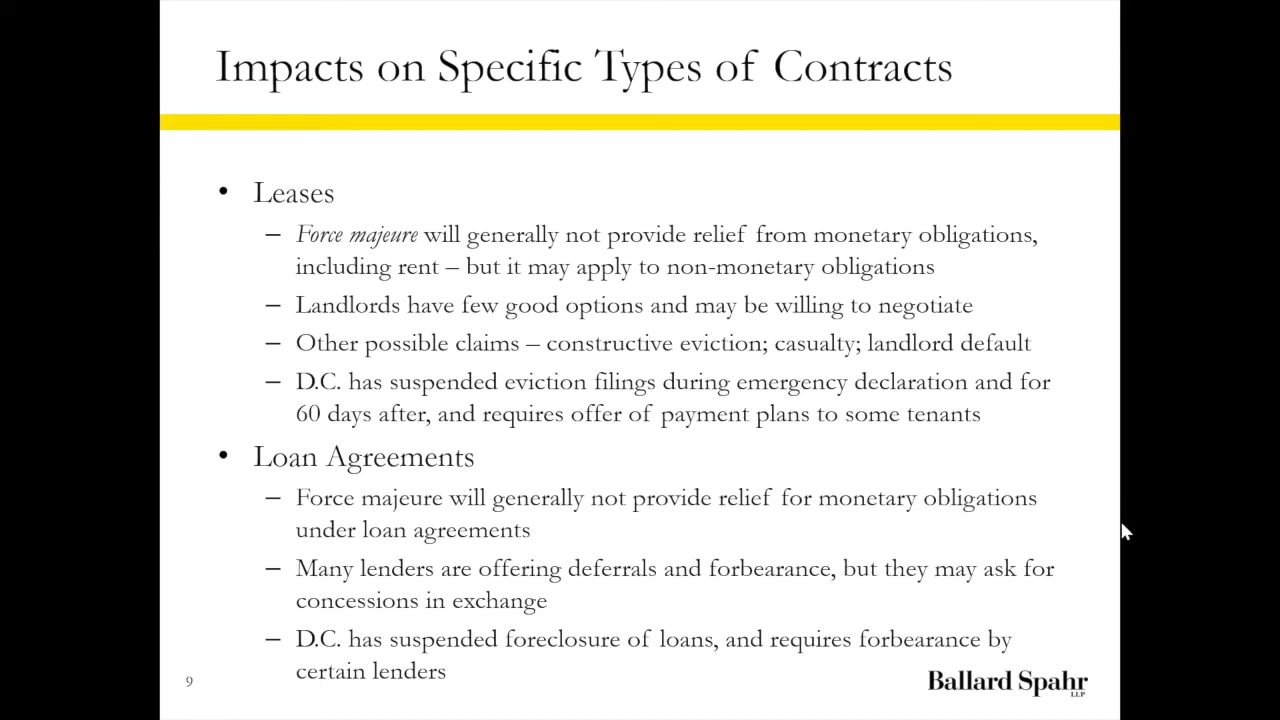 Impacts on Specific Types of Contracts
• Leases
– Force majeure will generally not provide relief from monetary obligations,
including rent – but it may apply to non-monetary obligations
– Landlords have few good options and may be willing to negotiate
– Other possible claims – constructive eviction; casualty; landlord default
– D.C. has suspended eviction filings during emergency declaration and for
60 days after, and requires offer of payment plans to some tenants
• Loan Agreements
– Force majeure will generally not provide relief for monetary obligations
under loan agreements
– Many lenders are offering deferrals and forbearance, but they may ask for
concessions in exchange
– D.C. has suspended foreclosure of loans, and requires forbearance by
certain lenders
9
Ballard Spahr
LLP